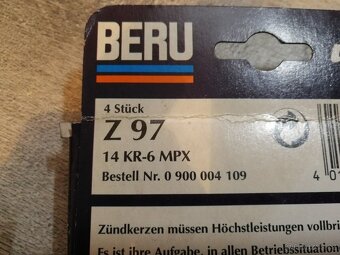 BERU
4 Stück
Z 97
14 KR-6 MPX
Bestell Nr. 0 900 004 109
4 01
Zündkerzen müssen Höchstleistungen vollbri
Es ist ihre Aufgabe, in allen Betriebssituation